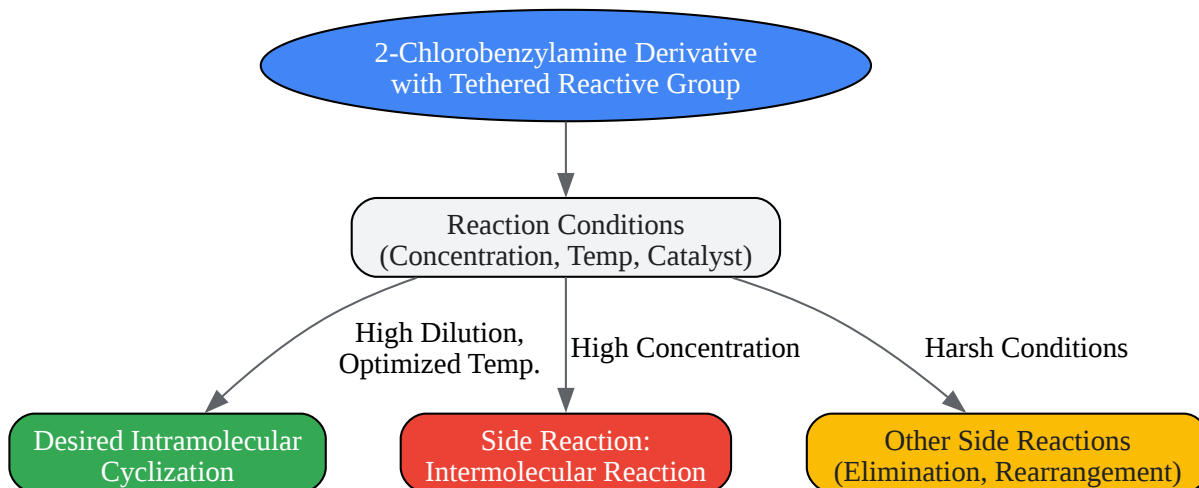 2-Chlorobenzylamine Derivative
with Tethered Reactive Group
Reaction Conditions
(Concentration, Temp, Catalyst)
High Dilution,
Optimized Temp.
High Concentration
Harsh Conditions
Desired Intramolecular
Cyclization
Side Reaction:
Intermolecular Reaction
Other Side Reactions
(Elimination, Rearrangement)